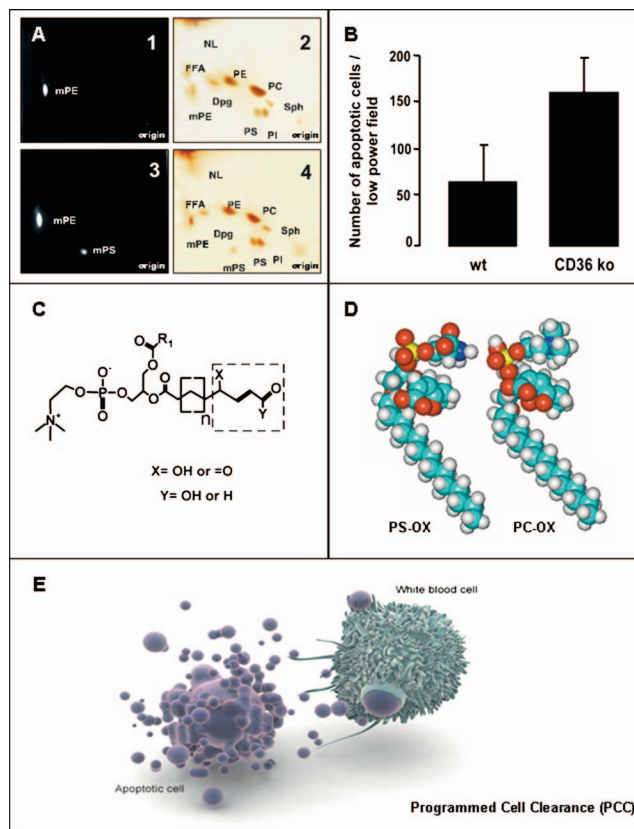 A
1
mPE
origin
2
NL
FFA
PE
PC
Dpg
mPE
Sph
PS
PI
origin
3
mPE
mPS
origin
4
NL
FFA
PE
PC
Dpg
mPE
Sph
mPS
PS
PI
origin
B
Number of apoptotic cells /
low power field
200
150
100
50
0
wt
CD36 ko
C
O
R₁
O
O⁻
O
P
O
O
O
O
N⁺
n
X
O
Y
X= OH or =O
Y= OH or H
D
PS-OX
PC-OX
E
White blood cell
Apoptotic cell
Programmed Cell Clearance (PCC)